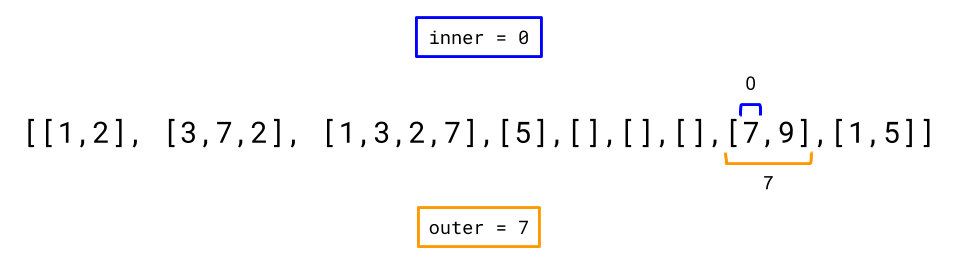 inner = 0
0
[[1,2], [3,7,2], [1,3,2,7],[5],[],[],[],[7,9],[1,5]]
7
outer = 7